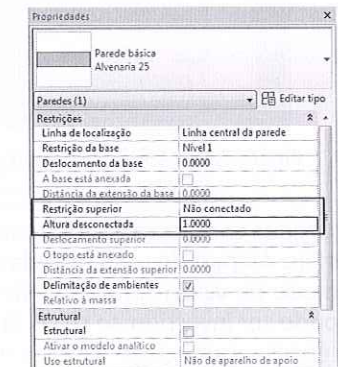 Propriedades X
Parede básica
Alvenaria 25
Paredes (1) Editar tipo
Restrições
Linha de localização Linha central da parede
Restrição da base Nível 1
Deslocamento da base 0.0000
A base está anexada
Distância da extensão da base 0.0000
Restrição superior Não conectado
Altura desconectada 1.0000
Deslocamento superior 0.0000
O topo está anexado
Distância da extensão superior 0.0000
Delimitação de ambientes
Relativo à massa
Estrutural
Estrutural
Ativar o modelo analítico
Uso estrutural Não de aparelho de apoio